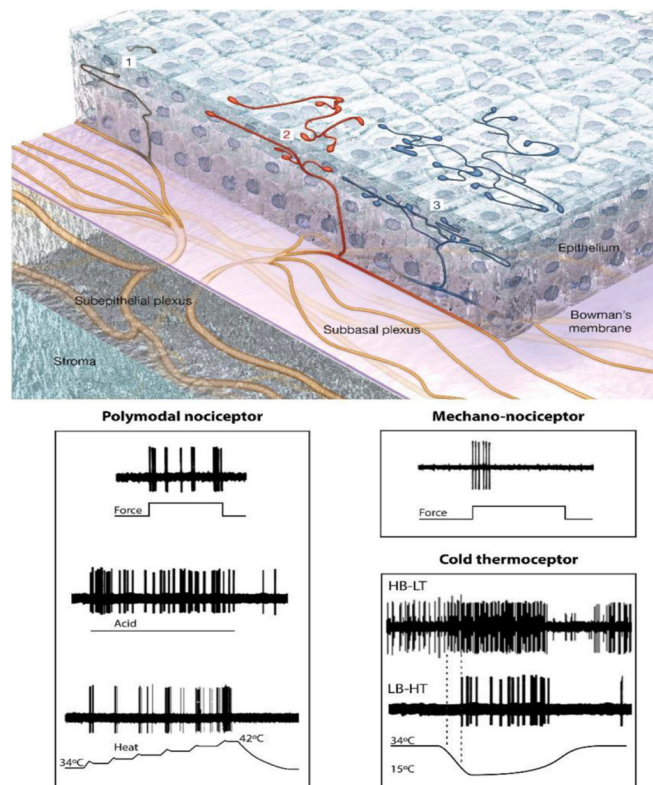 1
2
3
Epithelium
Subepithelial plexus
Subbasal plexus
Bowman's
membrane
Stroma
Polymodal nociceptor
Force
Acid
Heat
34ºC
42ºC
Mechano-nociceptor
Force
Cold thermoceptor
HB-LT
LB-HT
34ºC
15ºC